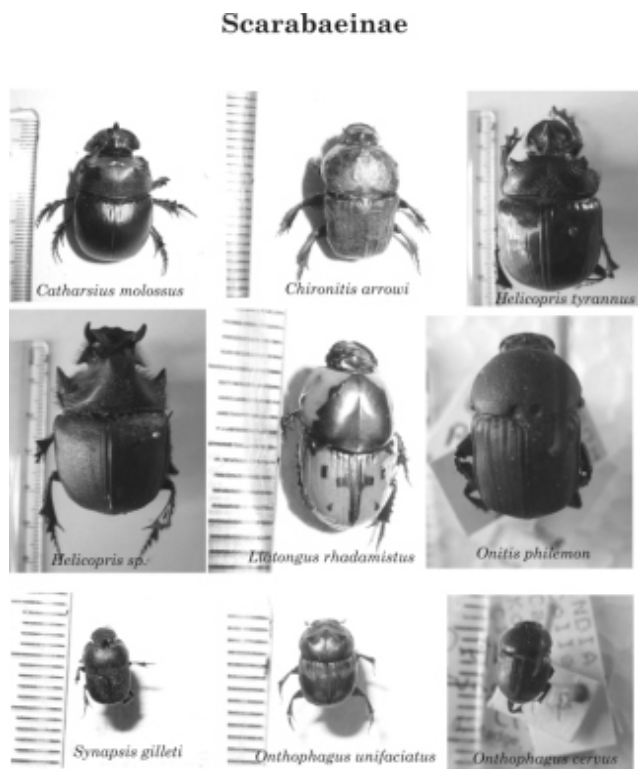 Scarabaeinae
Catharsius molossus
Chironitis arrowi
Helicopris tyrannus
Helicopris sp.
Liatongus rhadamistus
Onitis philemon
Synapsis gilleti
Onthophagus unifaciatus
Onthophagus cervus